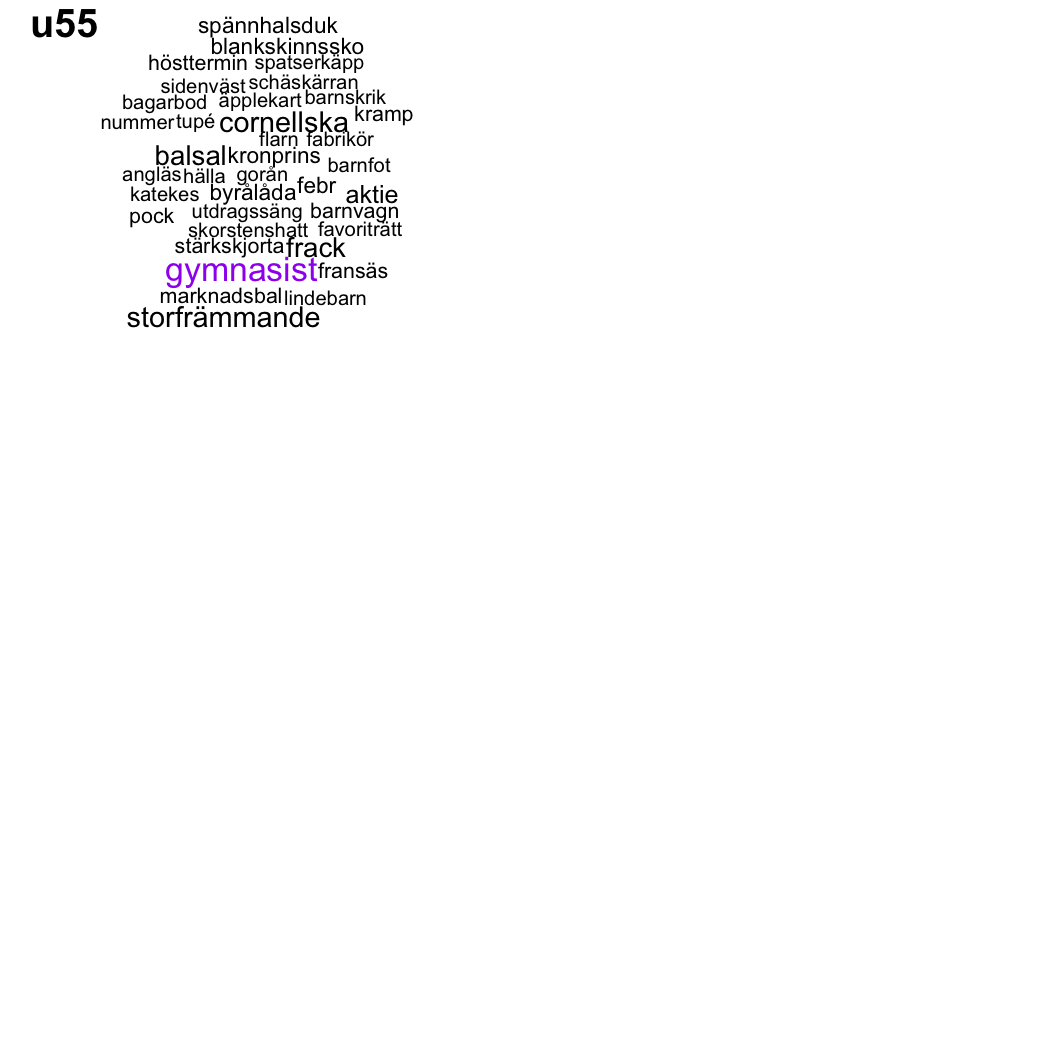 u55
spännhalsduk
blankskinnssko
hösttermin spatserkäpp
sidenväst schäskärran
bagarbod äpplekart barnskrik
nummer tupé cornellska kramp
flarn fabrikör
balsal kronprins barnfot
angläs hälla gorån
katekes byrålåda febr aktie
pock utdragssäng barnvagn
skorstenshatt favoriträtt
stärkskjorta frack
gymnasist fransäs
marknadsbal lindebarn
storfrämmande